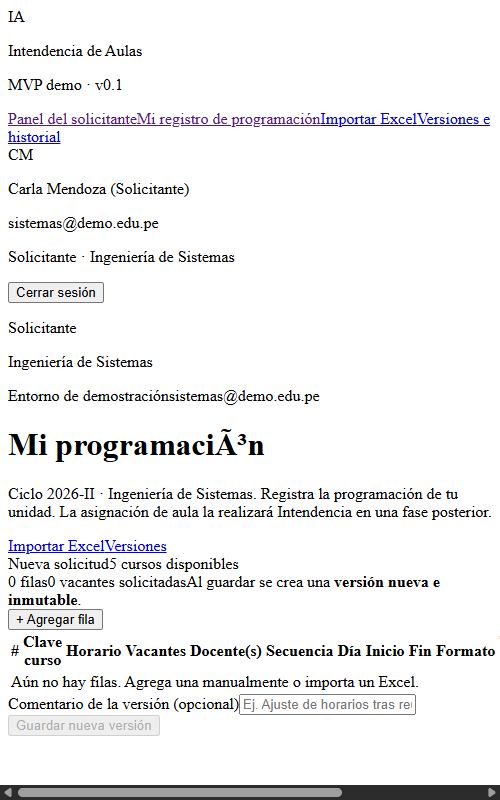 IA
Intendencia de Aulas
MVP demo · v0.1
Panel del solicitanteMi registro de programaciónImportar ExcelVersiones e
historial
CM
Carla Mendoza (Solicitante)
sistemas@demo.edu.pe
Solicitante · Ingeniería de Sistemas
Cerrar sesión
Solicitante
Ingeniería de Sistemas
Entorno de demostraciónsistemas@demo.edu.pe
Mi programaciÃ³n
Ciclo 2026-II · Ingeniería de Sistemas. Registra la programación de tu
unidad. La asignación de aula la realizará Intendencia en una fase posterior.
Importar ExcelVersiones
Nueva solicitud5 cursos disponibles
0 filas0 vacantes solicitadasAl guardar se crea una versión nueva e
inmutable.
+ Agregar fila
# Clave curso Horario Vacantes Docente(s) Secuencia Día Inicio Fin Formato
Aún no hay filas. Agrega una manualmente o importa un Excel.
Comentario de la versión (opcional) Ej. Ajuste de horarios tras
Guardar nueva versión